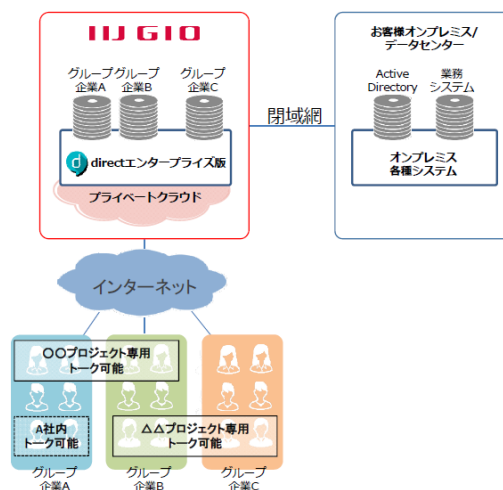 IIJ GIO
グループ
企業A
グループ
企業B
グループ
企業C
directエンタープライズ版
プライベートクラウド
閉域網
お客様オンプレミス/
データセンター
Active
Directory
業務
システム
オンプレミス
各種システム
インターネット
〇〇プロジェクト専用
トーク可能
A社内
トーク可能
△△プロジェクト専用
トーク可能
グループ
企業A
グループ
企業B
グループ
企業C